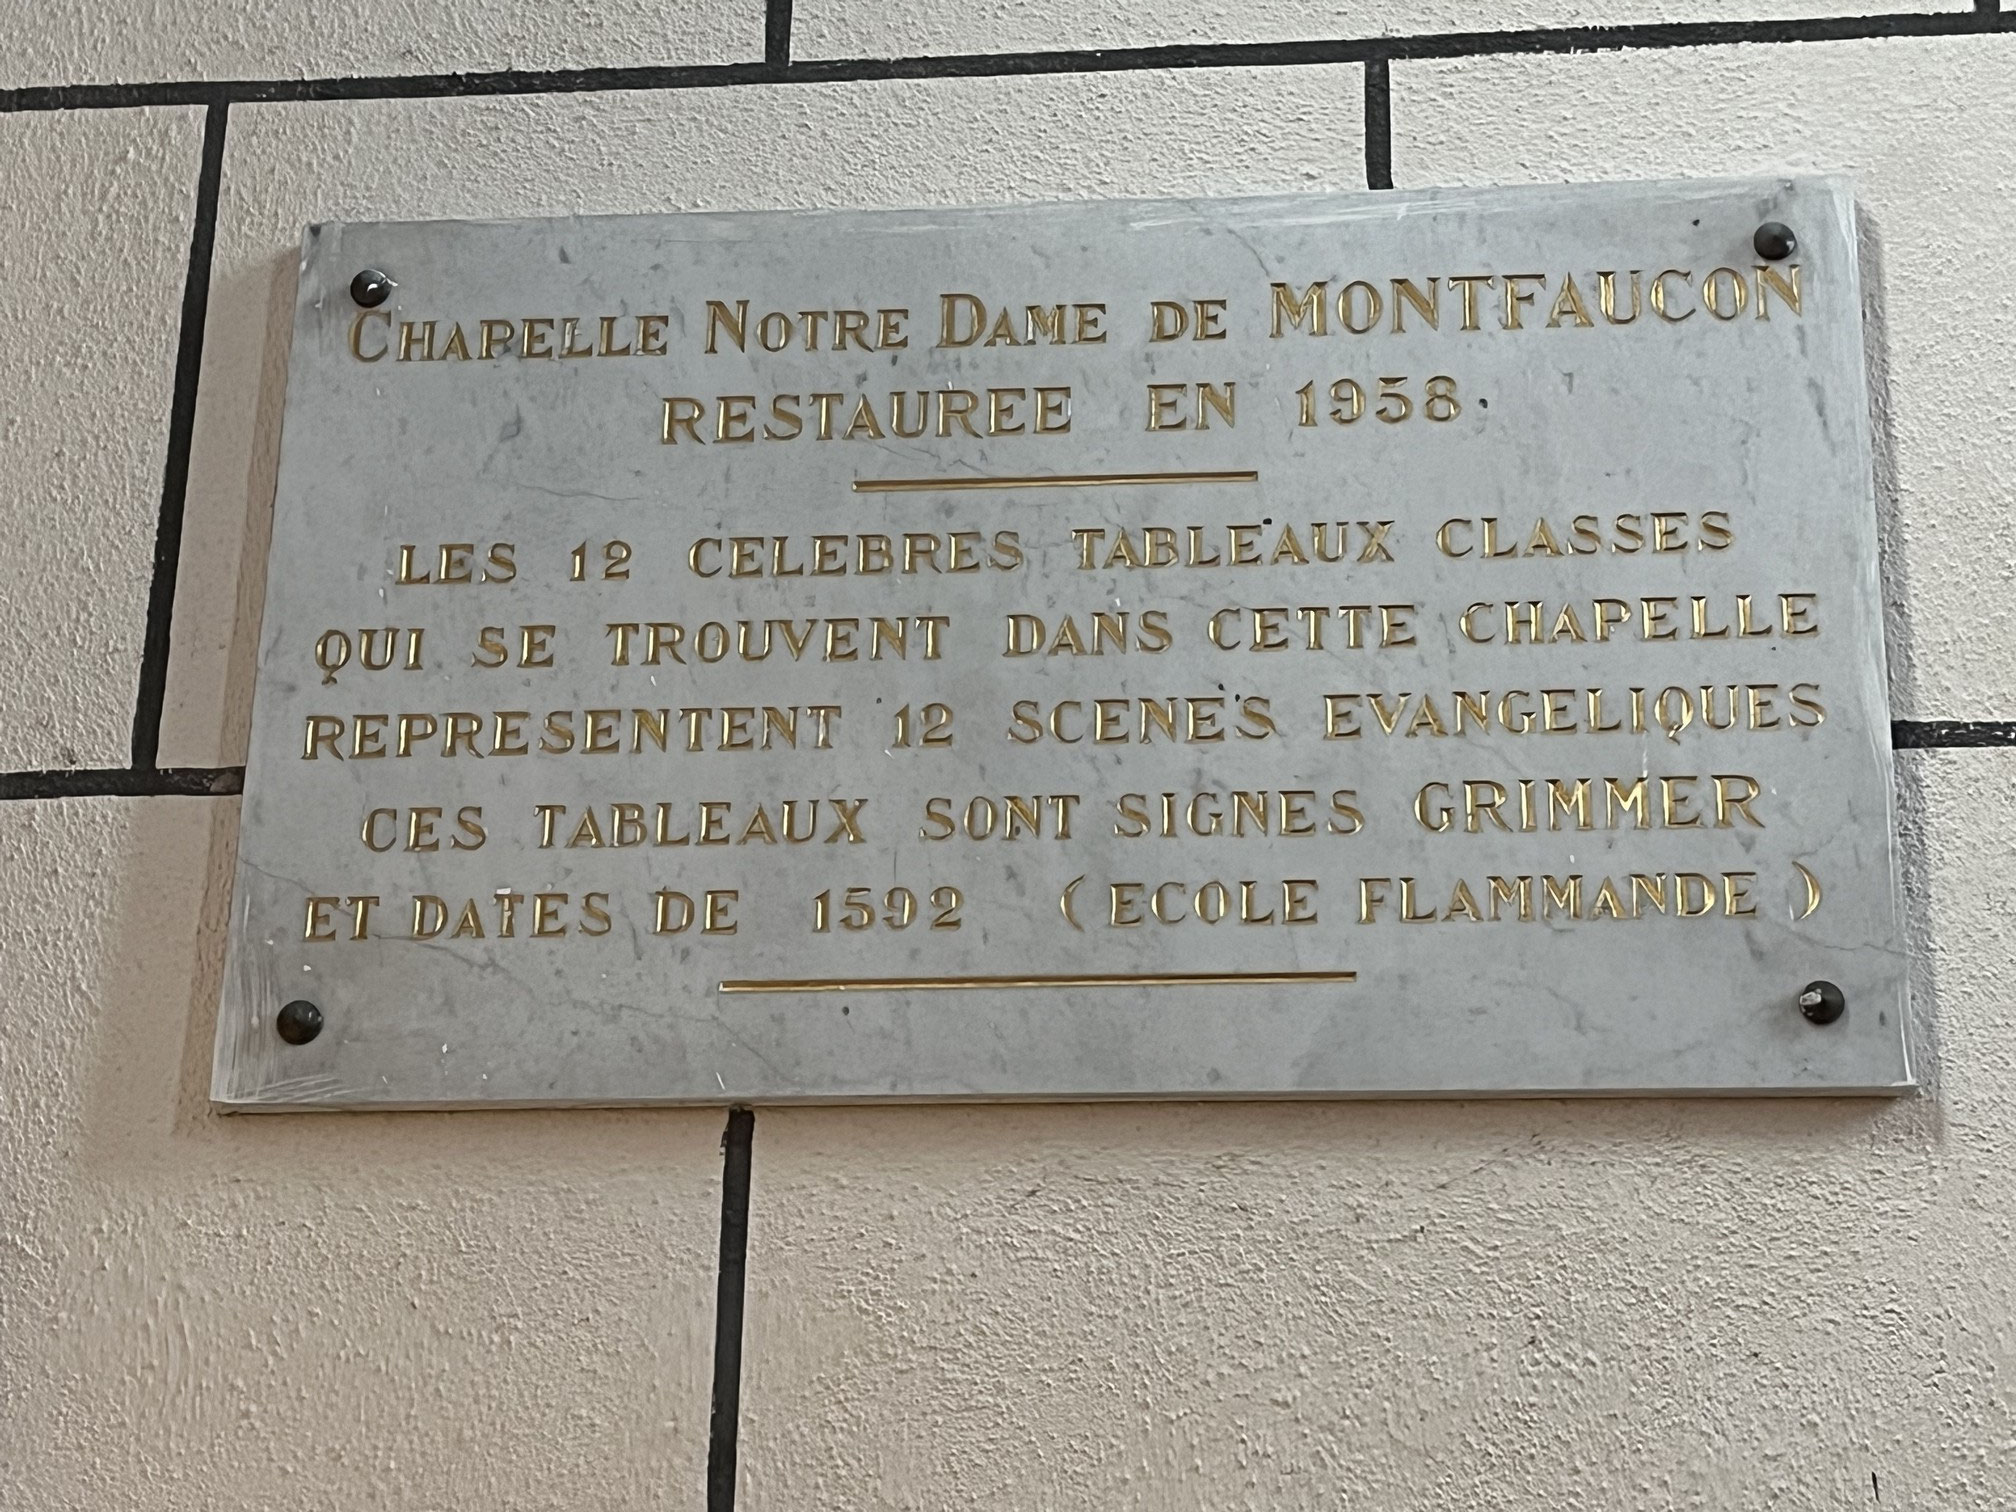 CHAPELLE NOTRE DAME DE MONTFAUCON
RESTAUREE EN 1958.
LES 12 CELEBRES TABLEAUX CLASSES
QUI SE TROUVENT DANS CETTE CHAPELLE
REPRESENTENT 12 SCENES EVANGELIQUES
CES TABLEAUX SONT SIGNES GRIMMER
ET DATES DE 1592 (ECOLE FLAMMANDE)